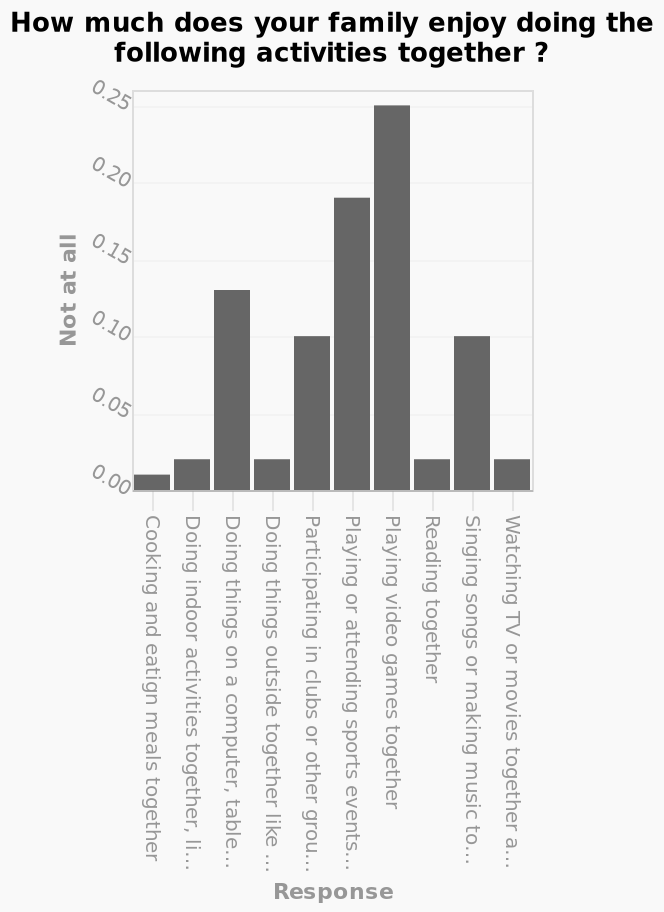 How much does your family enjoy doing the
following activities together ?
Not at all
0.25
0.20
0.15
0.10
0.05
0.00
Cooking and eatign meals together
Doing indoor activities together, li...
Doing things on a computer, table...
Doing things outside together like ...
Participating in clubs or other grou...
Playing or attending sports events...
Playing video games together
Reading together
Singing songs or making music to...
Watching TV or movies together a...
Response